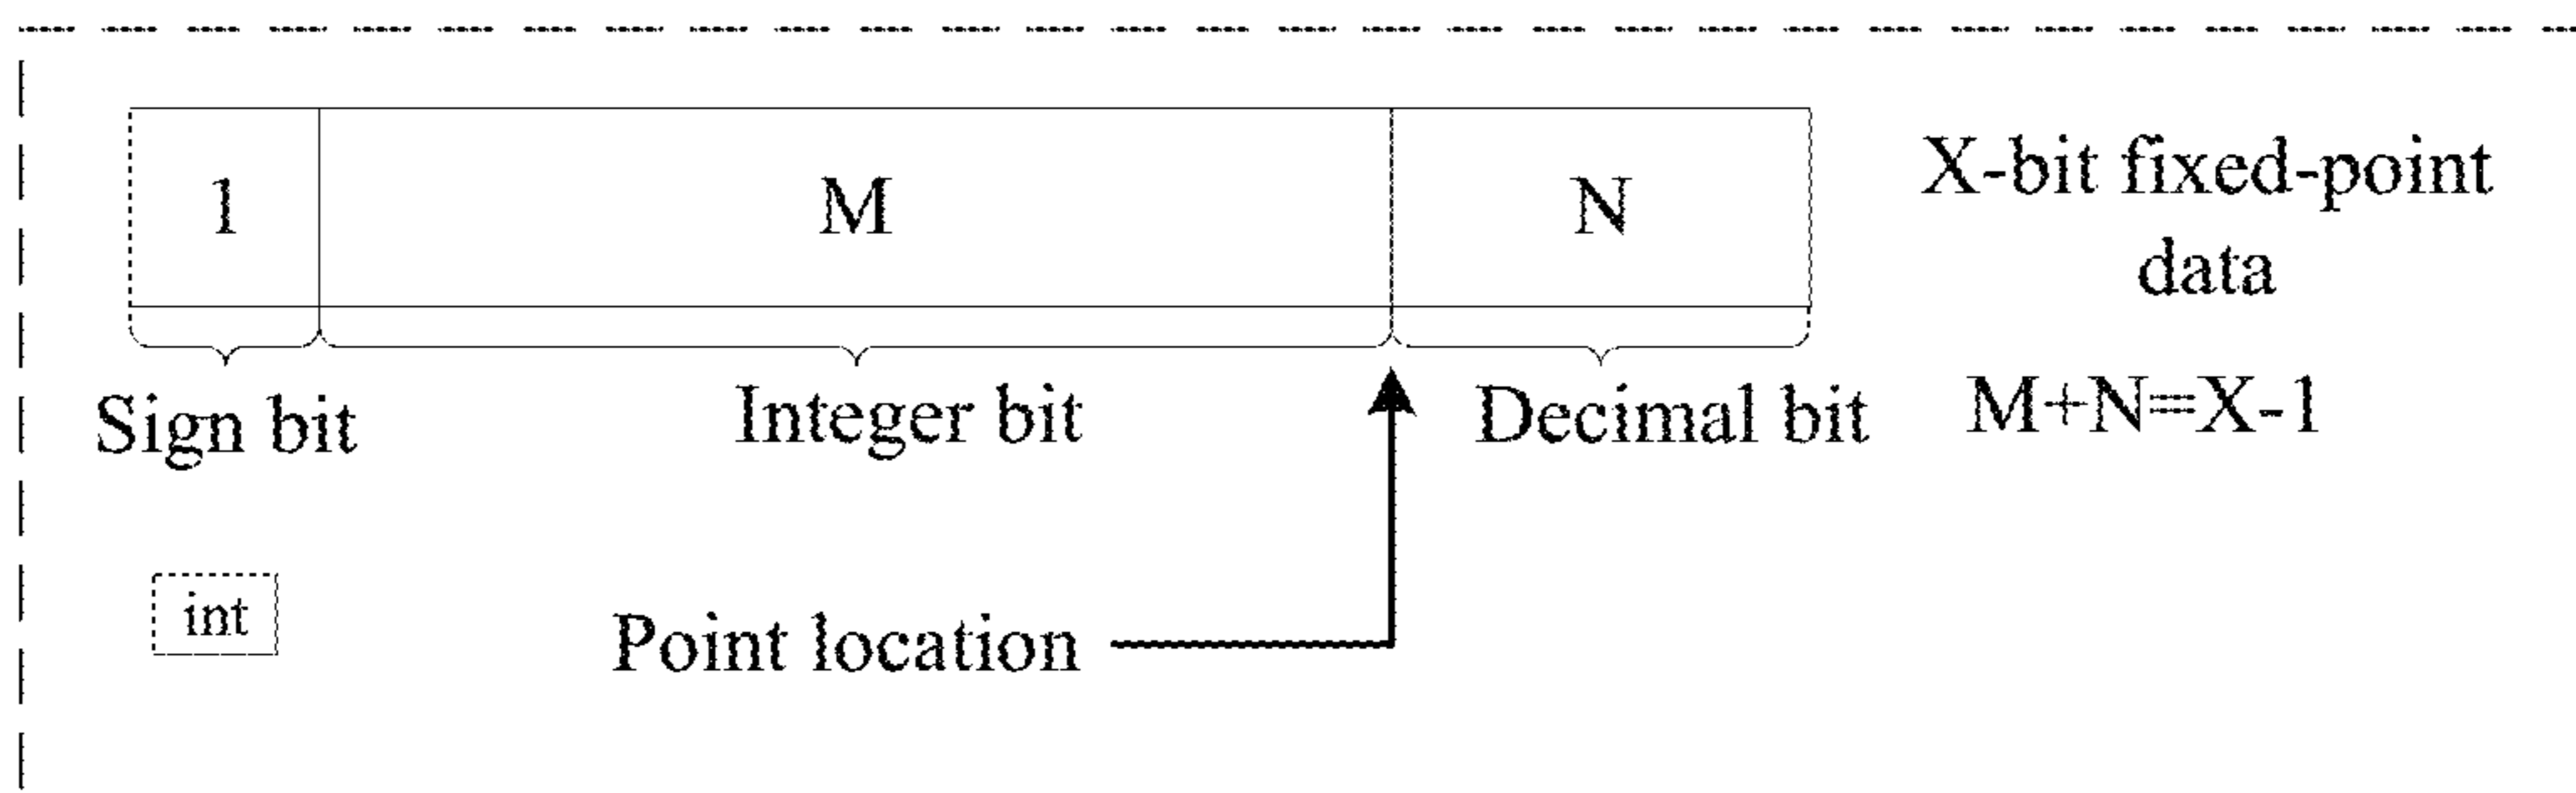 1
M
N
X-bit fixed-point
data
Sign bit
Integer bit
Decimal bit
M+N=X-1
int
Point location